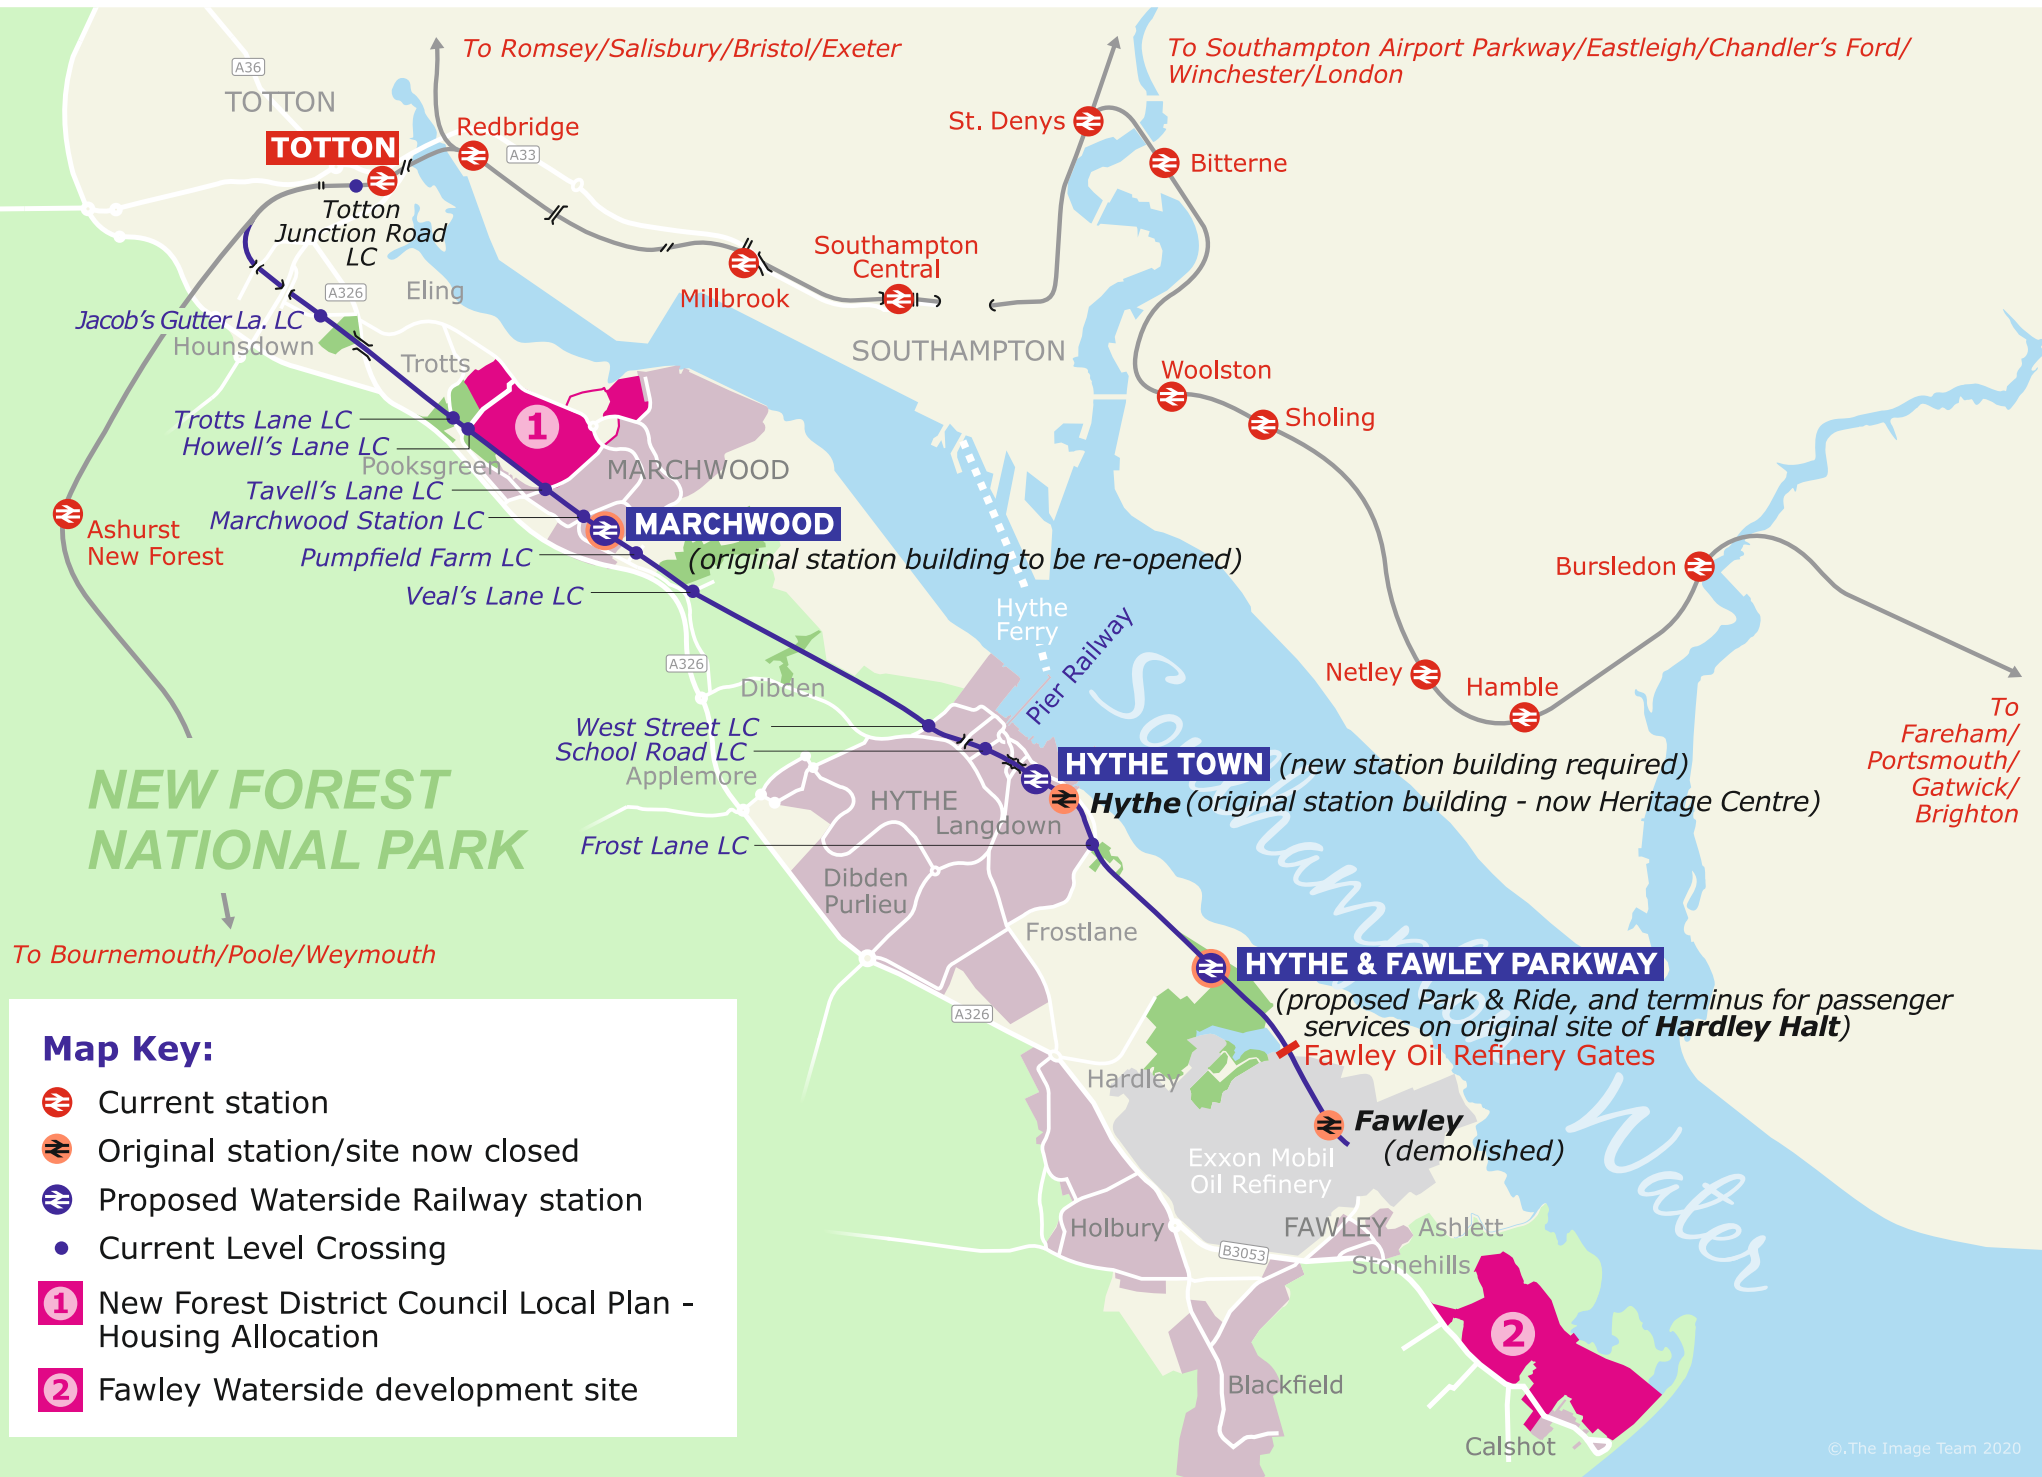 To Romsey/Salisbury/Bristol/Exeter
To Southampton Airport Parkway/Eastleigh/Chandler's Ford/
Winchester/London
A36
TOTTON
TOTTON
Redbridge
A33
St. Denys
Bitterne
Totton
Junction Road
LC
Southampton
Central
Millbrook
A326
Eling
Jacob's Gutter La. LC
Hounsdown
Trotts
SOUTHAMPTON
Woolston
Sholing
Trotts Lane LC
Howell's Lane LC
1
Pooksgreen
MARCHWOOD
Tavell's Lane LC
Marchwood Station LC
MARCHWOOD
Ashurst
New Forest
Pumpfield Farm LC
(original station building to be re-opened)
Veal's Lane LC
Bursledon
Hythe
Ferry
Pier Railway
A326
Dibden
Netley
Hamble
To
Fareham/
Portsmouth/
Gatwick/
Brighton
West Street LC
School Road LC
Applemore
HYTHE TOWN (new station building required)
HYTHE
Hythe (original station building - now Heritage Centre)
Langdown
NEW FOREST
NATIONAL PARK
Frost Lane LC
Dibden
Purlieu
Frostlane
Southampton
Water
To Bournemouth/Poole/Weymouth
HYTHE & FAWLEY PARKWAY
(proposed Park & Ride, and terminus for passenger
services on original site of Hardley Halt)
A326
Fawley Oil Refinery Gates
Hardley
Fawley
(demolished)
Exxon Mobil
Oil Refinery
Holbury
FAWLEY
Ashlett
B3053
Stonehills
2
Blackfield
Calshot
Map Key:
Current station
Original station/site now closed
Proposed Waterside Railway station
Current Level Crossing
1 New Forest District Council Local Plan -
Housing Allocation
2 Fawley Waterside development site
©.The Image Team 2020